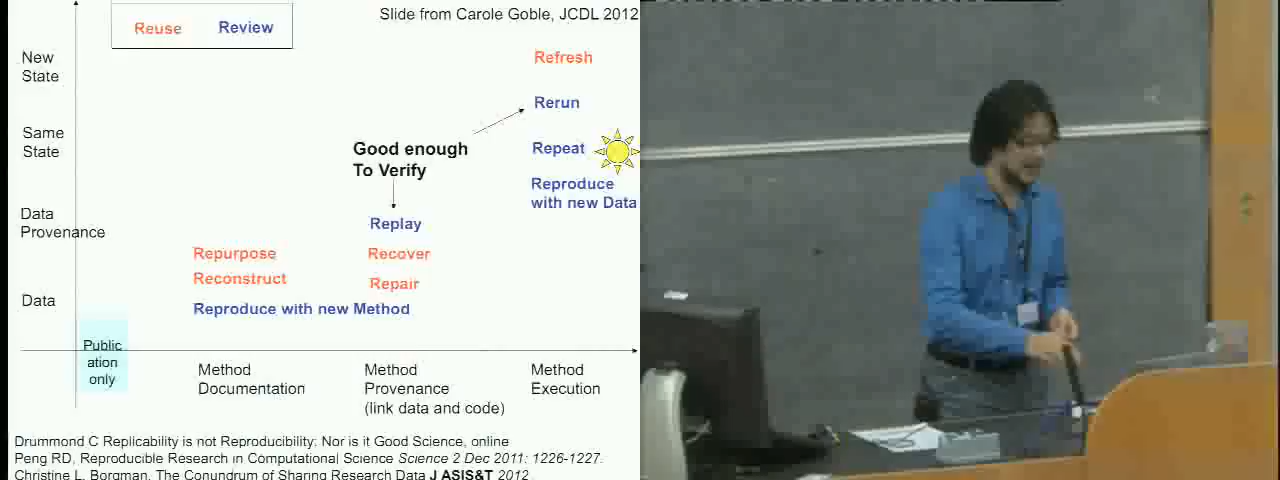 Slide from Carole Goble, JCDL 2012
Reuse Review
New
State
Refresh
Rerun
Same
State
Good enough
To Verify
Repeat
Reproduce
with new Data
Data
Provenance
Replay
Repurpose
Recover
Reconstruct
Repair
Data
Reproduce with new Method
Public
ation
only
Method
Documentation
Method
Provenance
(link data and code)
Method
Execution
Drummond C Replicability is not Reproducibility: Nor is it Good Science, online
Peng RD, Reproducible Research in Computational Science Science 2 Dec 2011: 1226-1227.
Christine L. Borgman. The Conundrum of Sharing Research Data J ASIS&T 2012